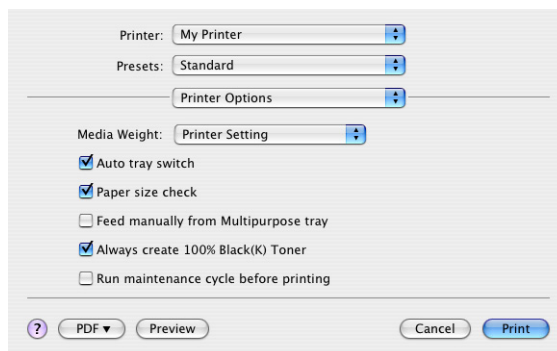 Printer: My Printer
Presets: Standard
Printer Options
Media Weight: Printer Setting
Auto tray switch
Paper size check
Feed manually from Multipurpose tray
Always create 100% Black(K) Toner
Run maintenance cycle before printing
? PDF ▼ Preview Cancel Print